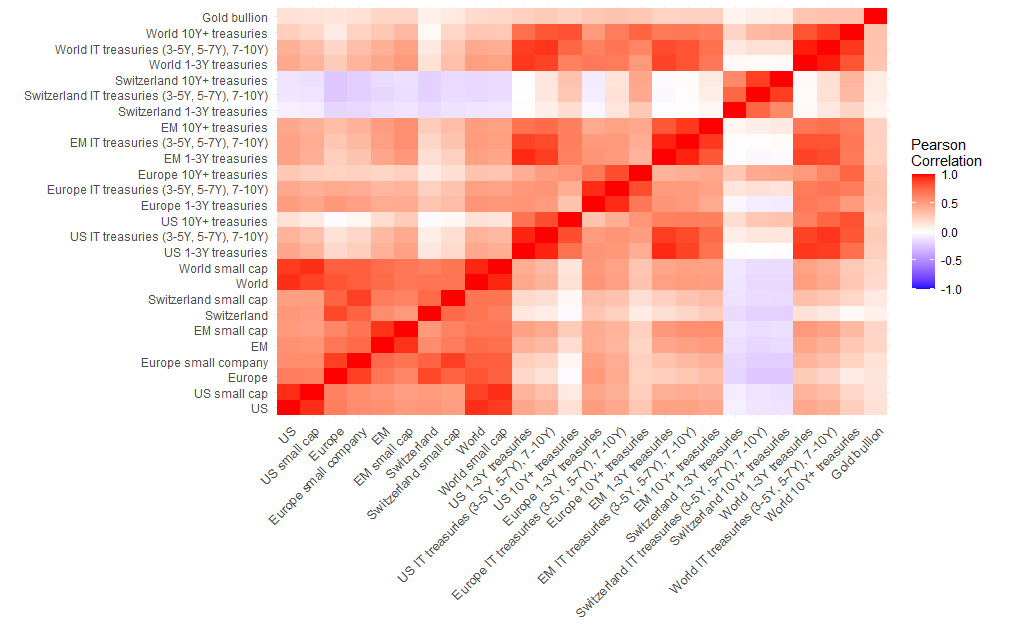 Gold bullion
World 10Y+ treasuries
World IT treasuries (3-5Y, 5-7Y), 7-10Y)
World 1-3Y treasuries
Switzerland 10Y+ treasuries
Switzerland IT treasuries (3-5Y, 5-7Y), 7-10Y)
Switzerland 1-3Y treasuries
EM 10Y+ treasuries
EM IT treasuries (3-5Y, 5-7Y), 7-10Y)
EM 1-3Y treasuries
Europe 10Y+ treasuries
Europe IT treasuries (3-5Y, 5-7Y), 7-10Y)
Europe 1-3Y treasuries
US 10Y+ treasuries
US IT treasuries (3-5Y, 5-7Y), 7-10Y)
US 1-3Y treasuries
World small cap
World
Switzerland small cap
Switzerland
EM small cap
EM
Europe small company
Europe
US small cap
US
US
US small cap
Europe
Europe small company
EM
EM small cap
Switzerland
Switzerland small cap
World
World small cap
US 1-3Y treasuries
US IT treasuries (3-5Y, 5-7Y), 7-10Y)
US 10Y+ treasuries
Europe 1-3Y treasuries
Europe IT treasuries (3-5Y, 5-7Y), 7-10Y)
Europe 10Y+ treasuries
EM 1-3Y treasuries
EM IT treasuries (3-5Y, 5-7Y), 7-10Y)
EM 10Y+ treasuries
Switzerland 1-3Y treasuries
Switzerland IT treasuries (3-5Y, 5-7Y), 7-10Y)
Switzerland 10Y+ treasuries
World 1-3Y treasuries
World IT treasuries (3-5Y, 5-7Y), 7-10Y)
World 10Y+ treasuries
Gold bullion
Pearson
Correlation
1.0
0.5
0.0
-0.5
-1.0